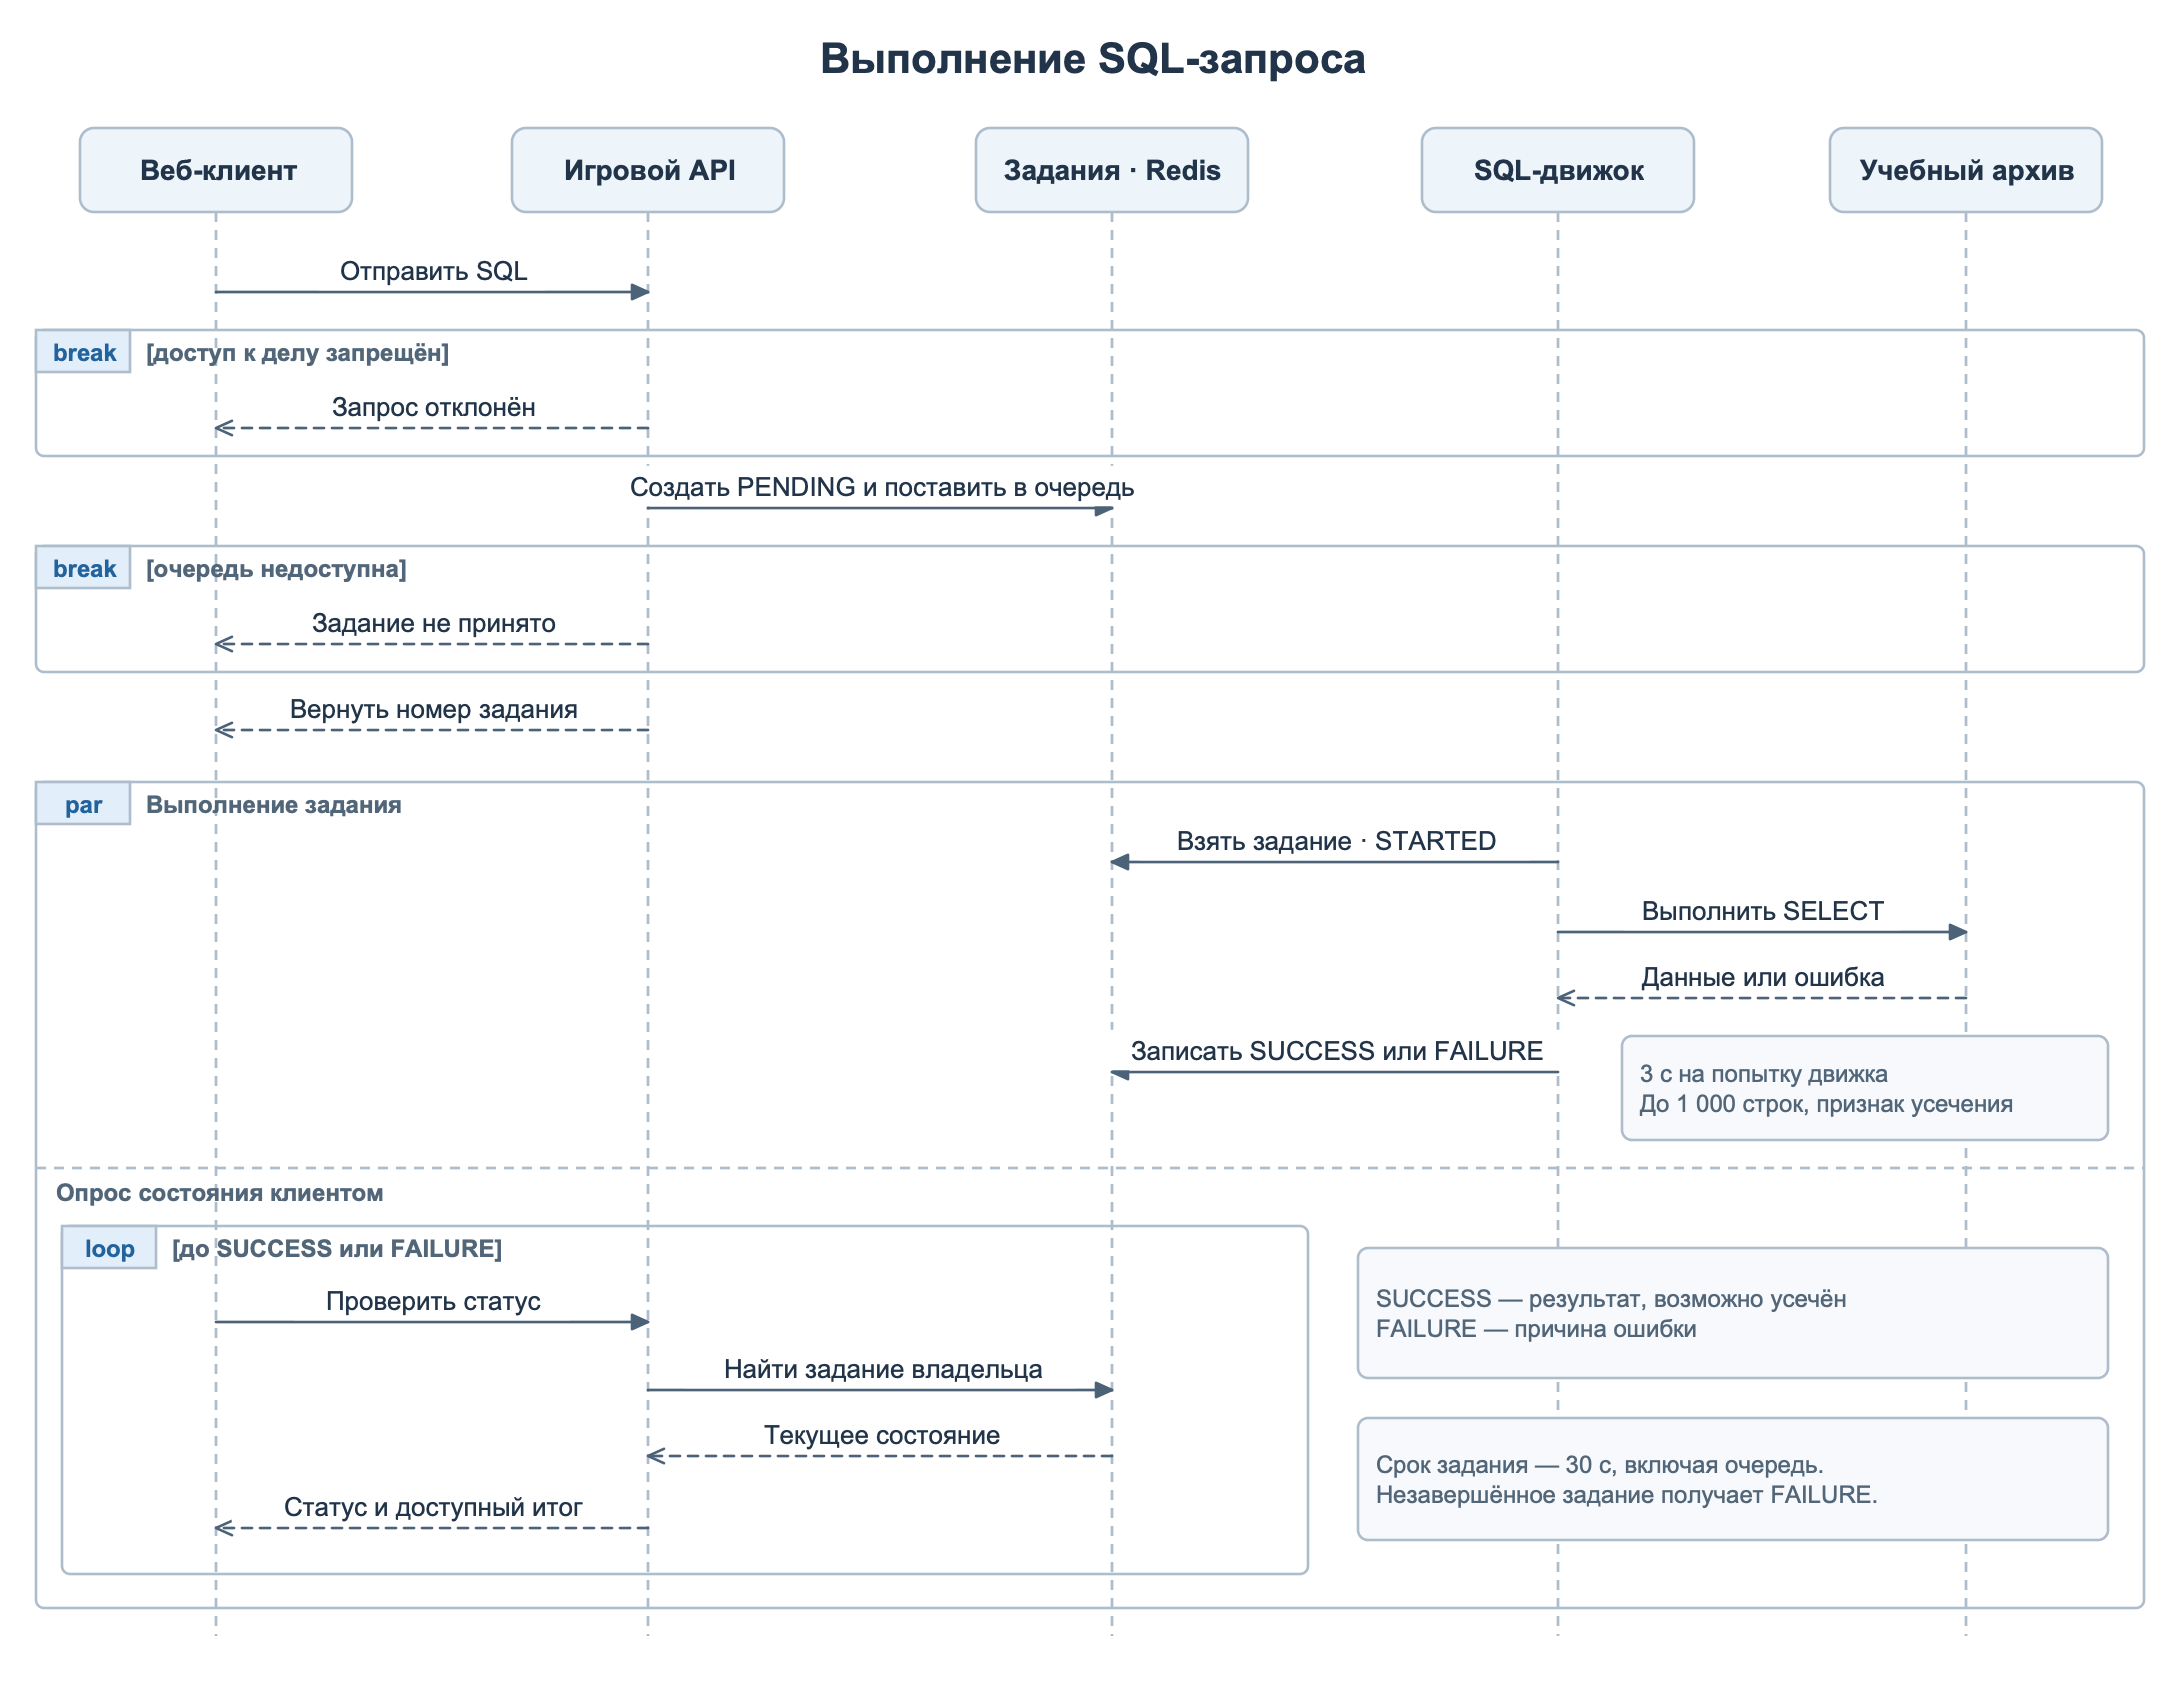 Выполнение SQL-запроса
Веб-клиент
Игровой API
Задания · Redis
SQL-движок
Учебный архив
Отправить SQL
break
[доступ к делу запрещён]
Запрос отклонён
Создать PENDING и поставить в очередь
break
[очередь недоступна]
Задание не принято
Вернуть номер задания
par
Выполнение задания
Взять задание · STARTED
Выполнить SELECT
Данные или ошибка
Записать SUCCESS или FAILURE
3 с на попытку движка
До 1 000 строк, признак усечения
Опрос состояния клиентом
loop
[до SUCCESS или FAILURE]
Проверить статус
SUCCESS — результат, возможно усечён
FAILURE — причина ошибки
Найти задание владельца
Текущее состояние
Срок задания — 30 с, включая очередь.
Незавершённое задание получает FAILURE.
Статус и доступный итог